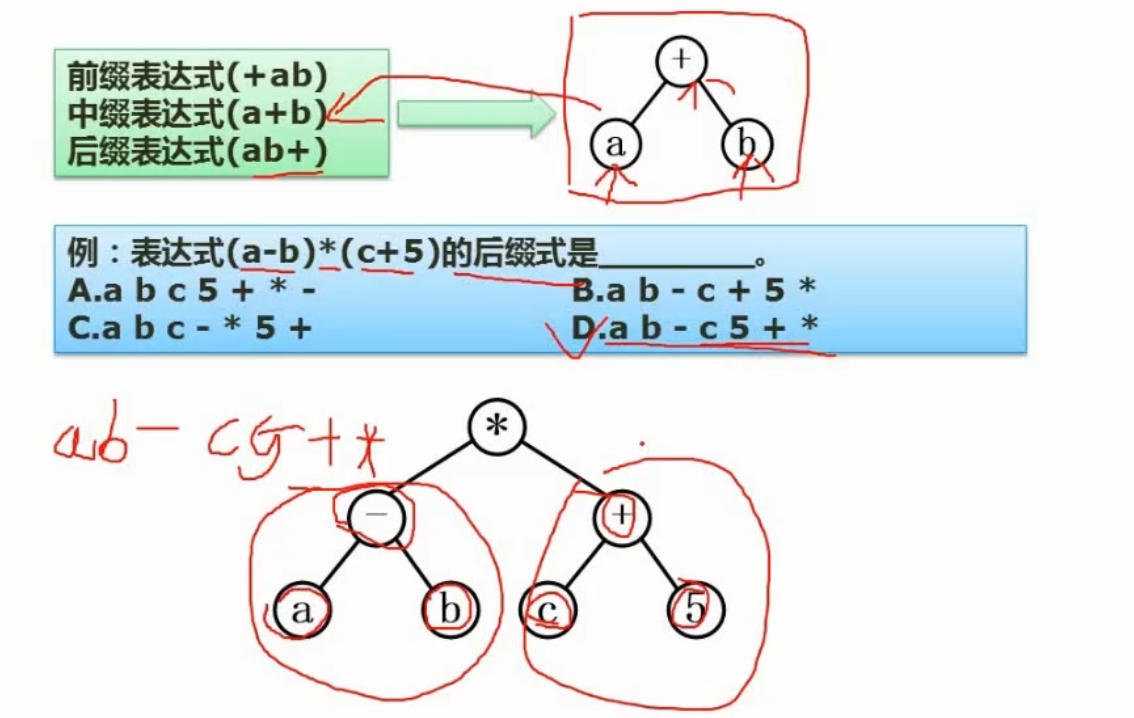 前缀表达式(+ab)
中缀表达式(a+b)
后缀表达式(ab+)
+
a b
例：表达式(a-b)*(c+5)的后缀式是________。
A.a b c 5 + * - B.a b - c + 5 *
C.a b c - * 5 + D.a b - c 5 + *
ab- c5+*
*
- +
a b c 5